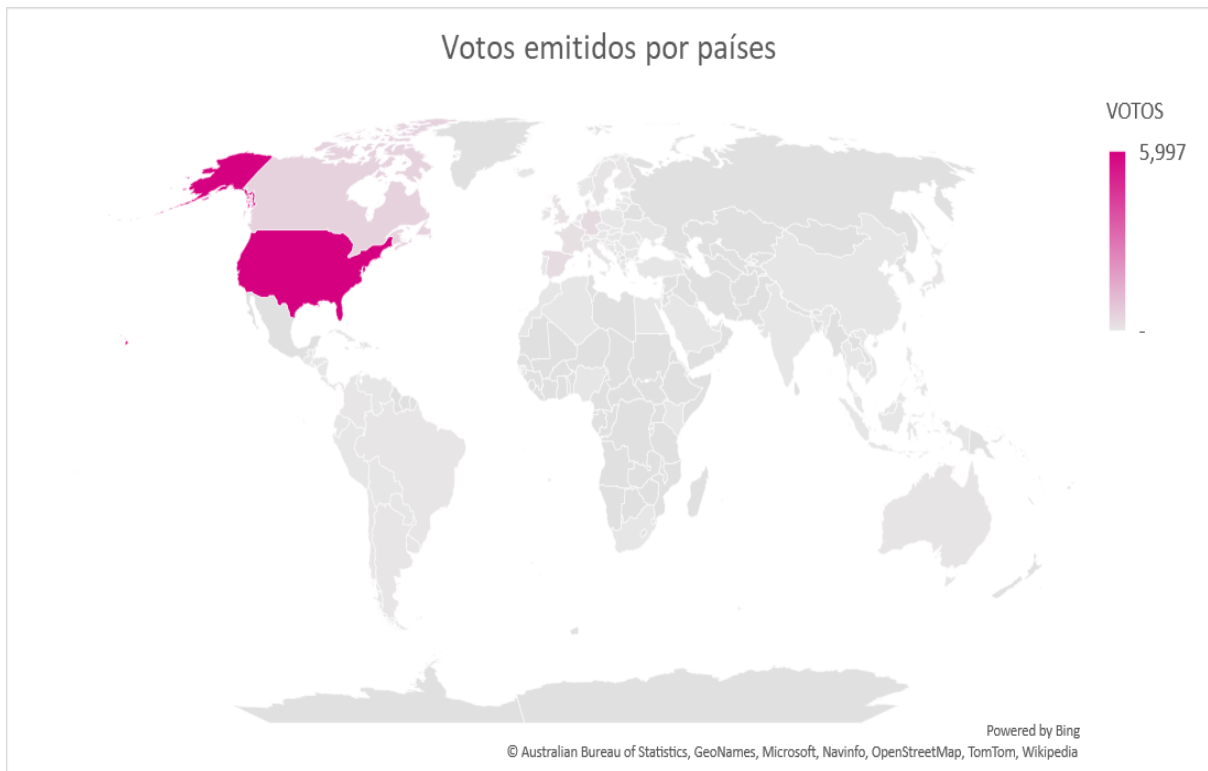 Votos emitidos por países
VOTOS
5,997
-
Powered by Bing
© Australian Bureau of Statistics, GeoNames, Microsoft, Navinfo, OpenStreetMap, TomTom, Wikipedia